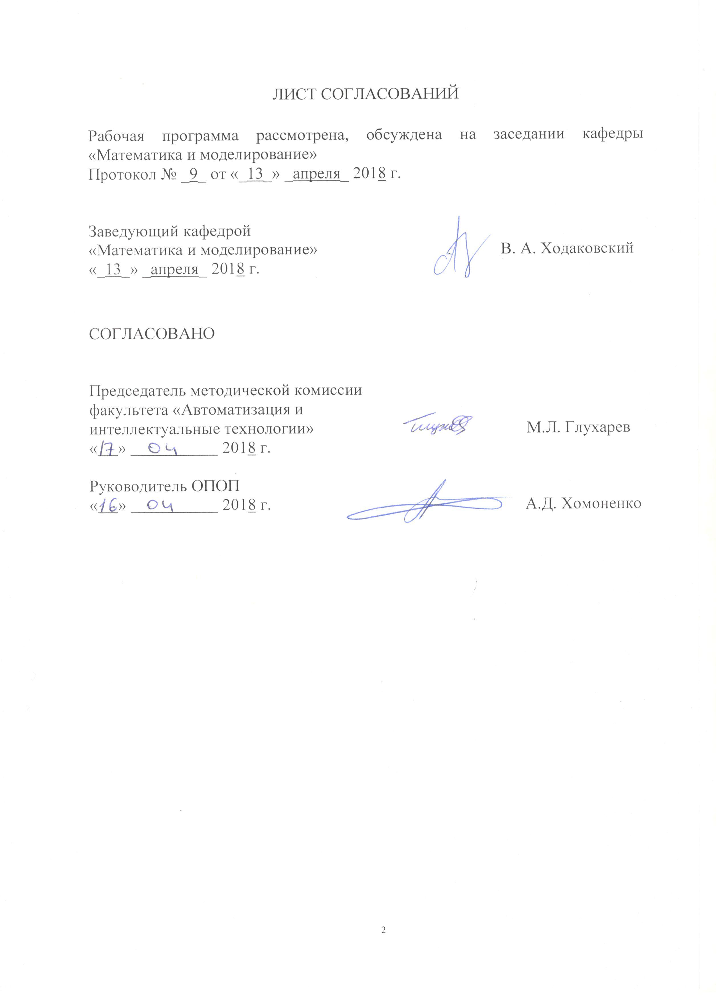 ЛИСТ СОГЛАСОВАНИЙ
Рабочая программа рассмотрена, обсуждена на заседании кафедры
«Математика и моделирование»
Протокол № _9_ от «_13_» _апреля_ 2018 г.
Заведующий кафедрой
«Математика и моделирование» В. А. Ходаковский
«_13_» _апреля_ 2018 г.
СОГЛАСОВАНО
Председатель методической комиссии
факультета «Автоматизация и
интеллектуальные технологии» М.Л. Глухарев
«17» 04 2018 г.
Руководитель ОПОП
«16» 04 2018 г. А.Д. Хомоненко
2